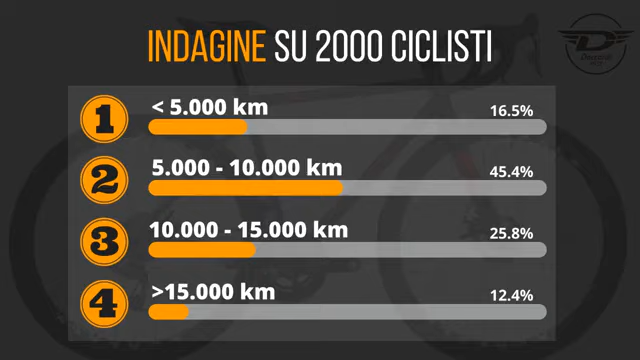 INDAGINE SU 2000 CICLISTI
D
1 < 5.000 km 16.5%
2 5.000 - 10.000 km 45.4%
3 10.000 - 15.000 km 25.8%
4 >15.000 km 12.4%